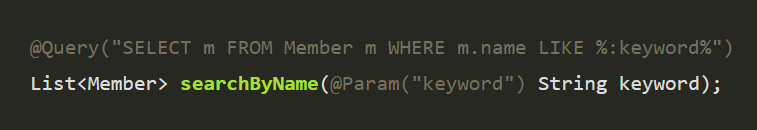 @Query("SELECT m FROM Member m WHERE m.name LIKE %:keyword%")
List<Member> searchByName(@Param("keyword") String keyword);